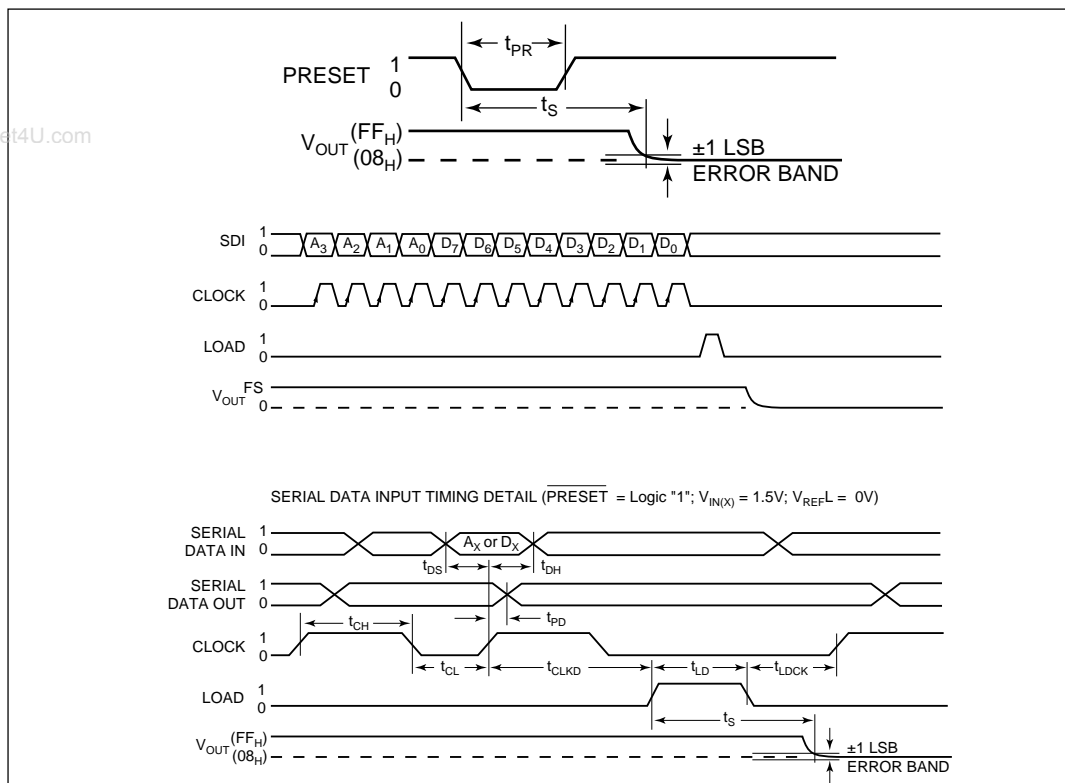 t_PR
PRESET 1
0
t_S
et4U.com
V_OUT (FF_H)
(08_H)
±1 LSB
ERROR BAND
SDI 1
0
A_3 A_2 A_1 A_0 D_7 D_6 D_5 D_4 D_3 D_2 D_1 D_0
CLOCK 1
0
LOAD 1
0
V_OUT FS
0
SERIAL DATA INPUT TIMING DETAIL (P̅R̅E̅S̅E̅T̅ = Logic "1"; V_IN(X) = 1.5V; V_REFL = 0V)
SERIAL DATA IN 1
0
A_X or D_X
t_DS t_DH
SERIAL DATA OUT 1
0
t_PD
t_CH
CLOCK 1
0
t_CL t_CLKD t_LD t_LDCK
LOAD 1
0
t_S
V_OUT (FF_H)
(08_H)
±1 LSB
ERROR BAND